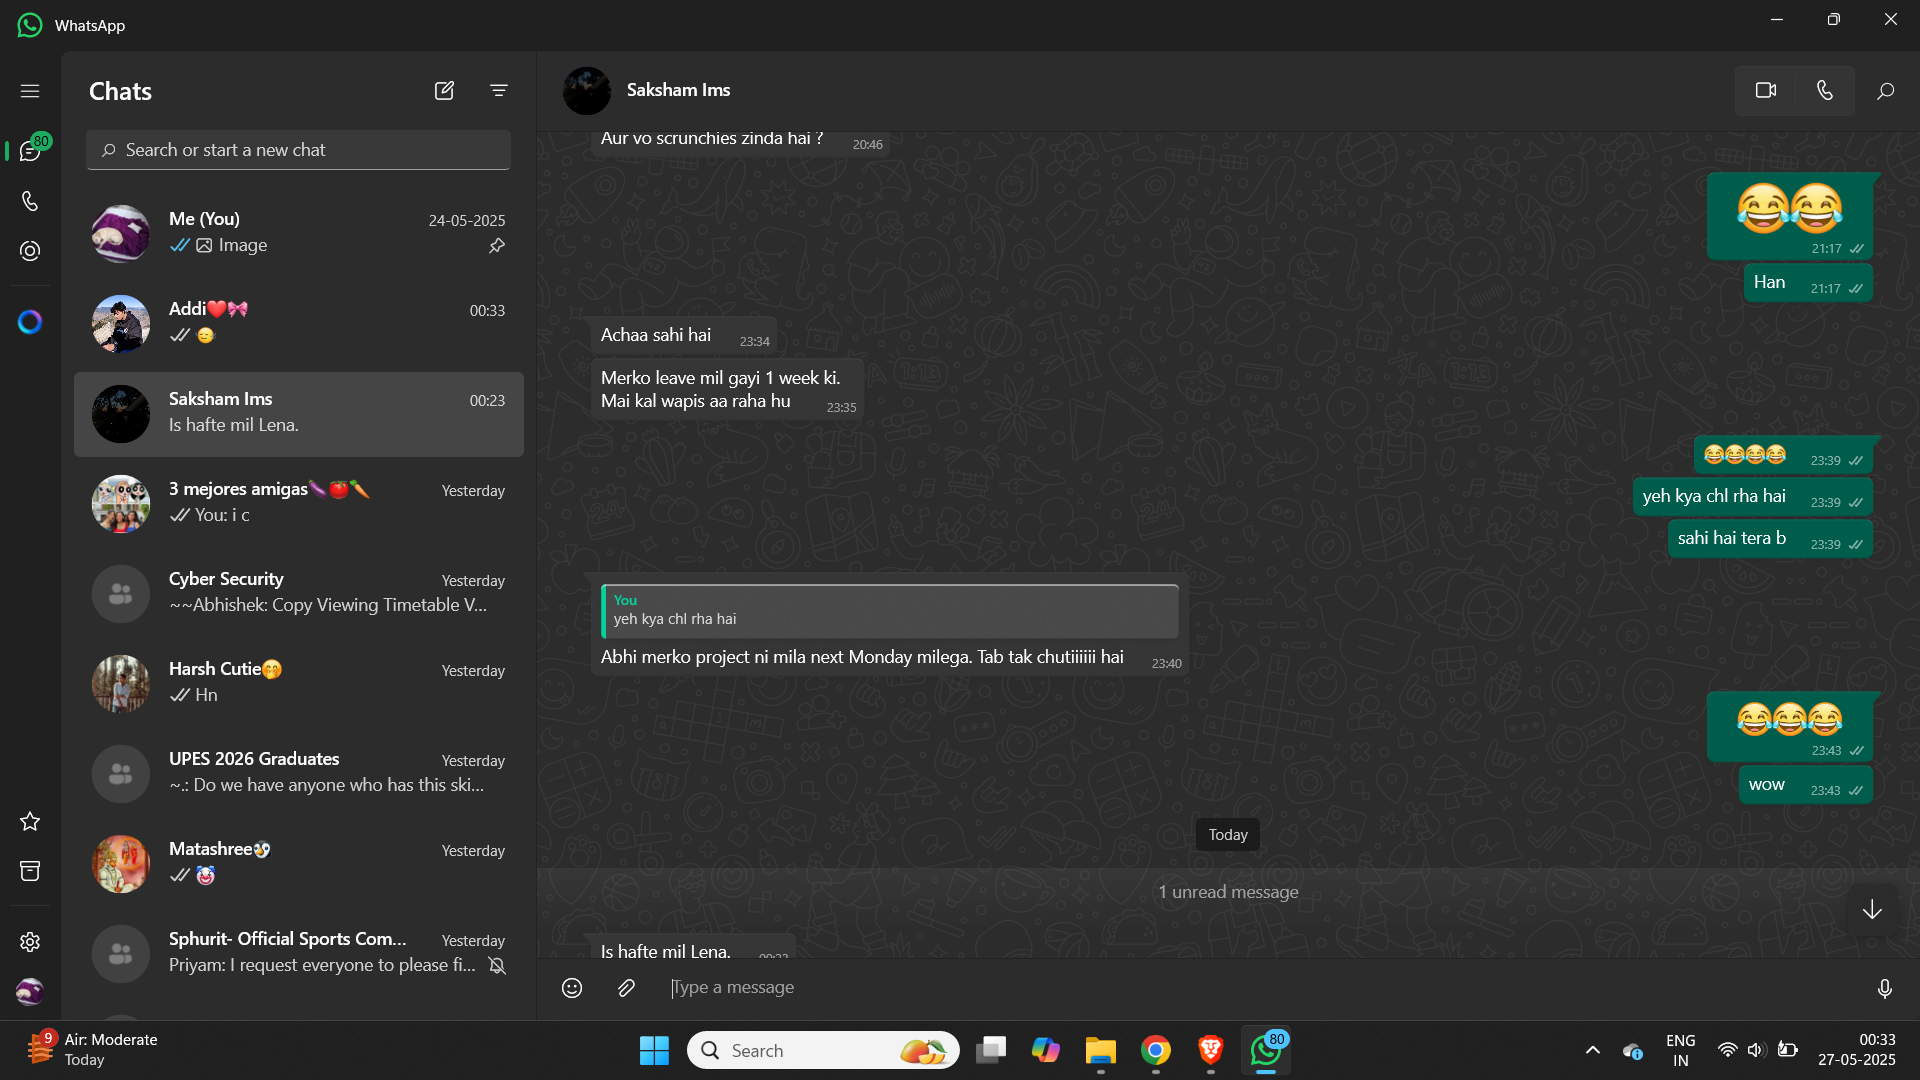 WhatsApp
Chats
80
Search or start a new chat
Me (You)
24-05-2025
Image
Addi❤️🎀
00:33
😊
Saksham Ims
00:23
Is hafte mil Lena.
3 mejores amigas🍆🍅🥕
Yesterday
You: i c
Cyber Security
Yesterday
~~Abhishek: Copy Viewing Timetable V...
Harsh Cutie🤭
Yesterday
Hn
UPES 2026 Graduates
Yesterday
~.: Do we have anyone who has this ski...
Matashree🐧
Yesterday
🤡
Sphurit- Official Sports Com...
Yesterday
Priyam: I request everyone to please fi...
Saksham Ims
Aur vo scrunchies zinda hai ?
20:46
😂😂
21:17
Han
21:17
Achaa sahi hai
23:34
Merko leave mil gayi 1 week ki.
Mai kal wapis aa raha hu
23:35
😂😂😂😂
23:39
yeh kya chl rha hai
23:39
sahi hai tera b
23:39
You
yeh kya chl rha hai
Abhi merko project ni mila next Monday milega. Tab tak chutiiiiii hai
23:40
😂😂😂
23:43
wow
23:43
Today
1 unread message
Is hafte mil Lena.
00:23
Type a message
9
Air: Moderate
Today
Search
80
ENG
IN
00:33
27-05-2025